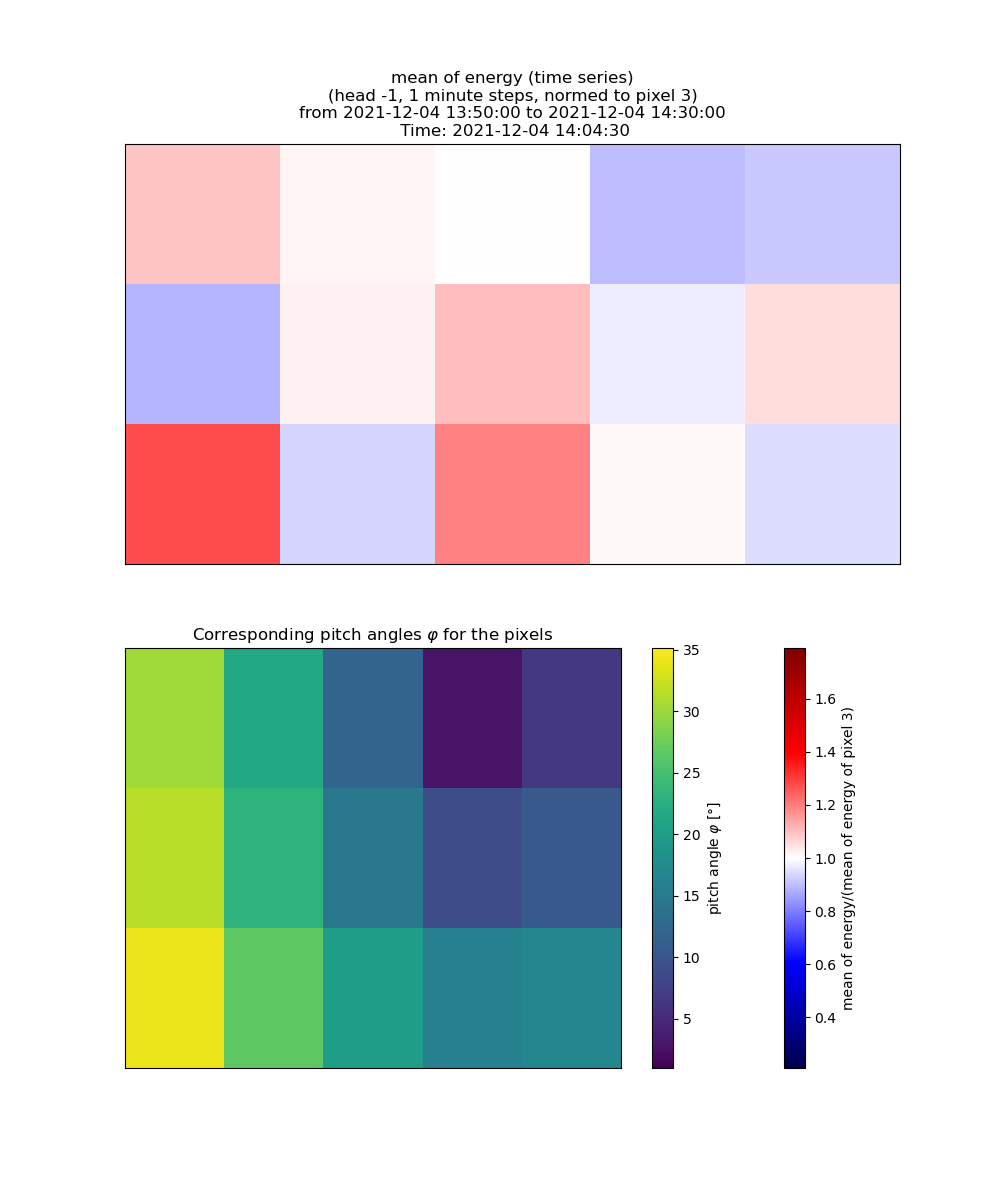 mean of energy (time series)
(head -1, 1 minute steps, normed to pixel 3)
from 2021-12-04 13:50:00 to 2021-12-04 14:30:00
Time: 2021-12-04 14:04:30
Corresponding pitch angles φ for the pixels
35
30
25
20
15
10
5
pitch angle φ [°]
1.6
1.4
1.2
1.0
0.8
0.6
0.4
mean of energy/(mean of energy of pixel 3)